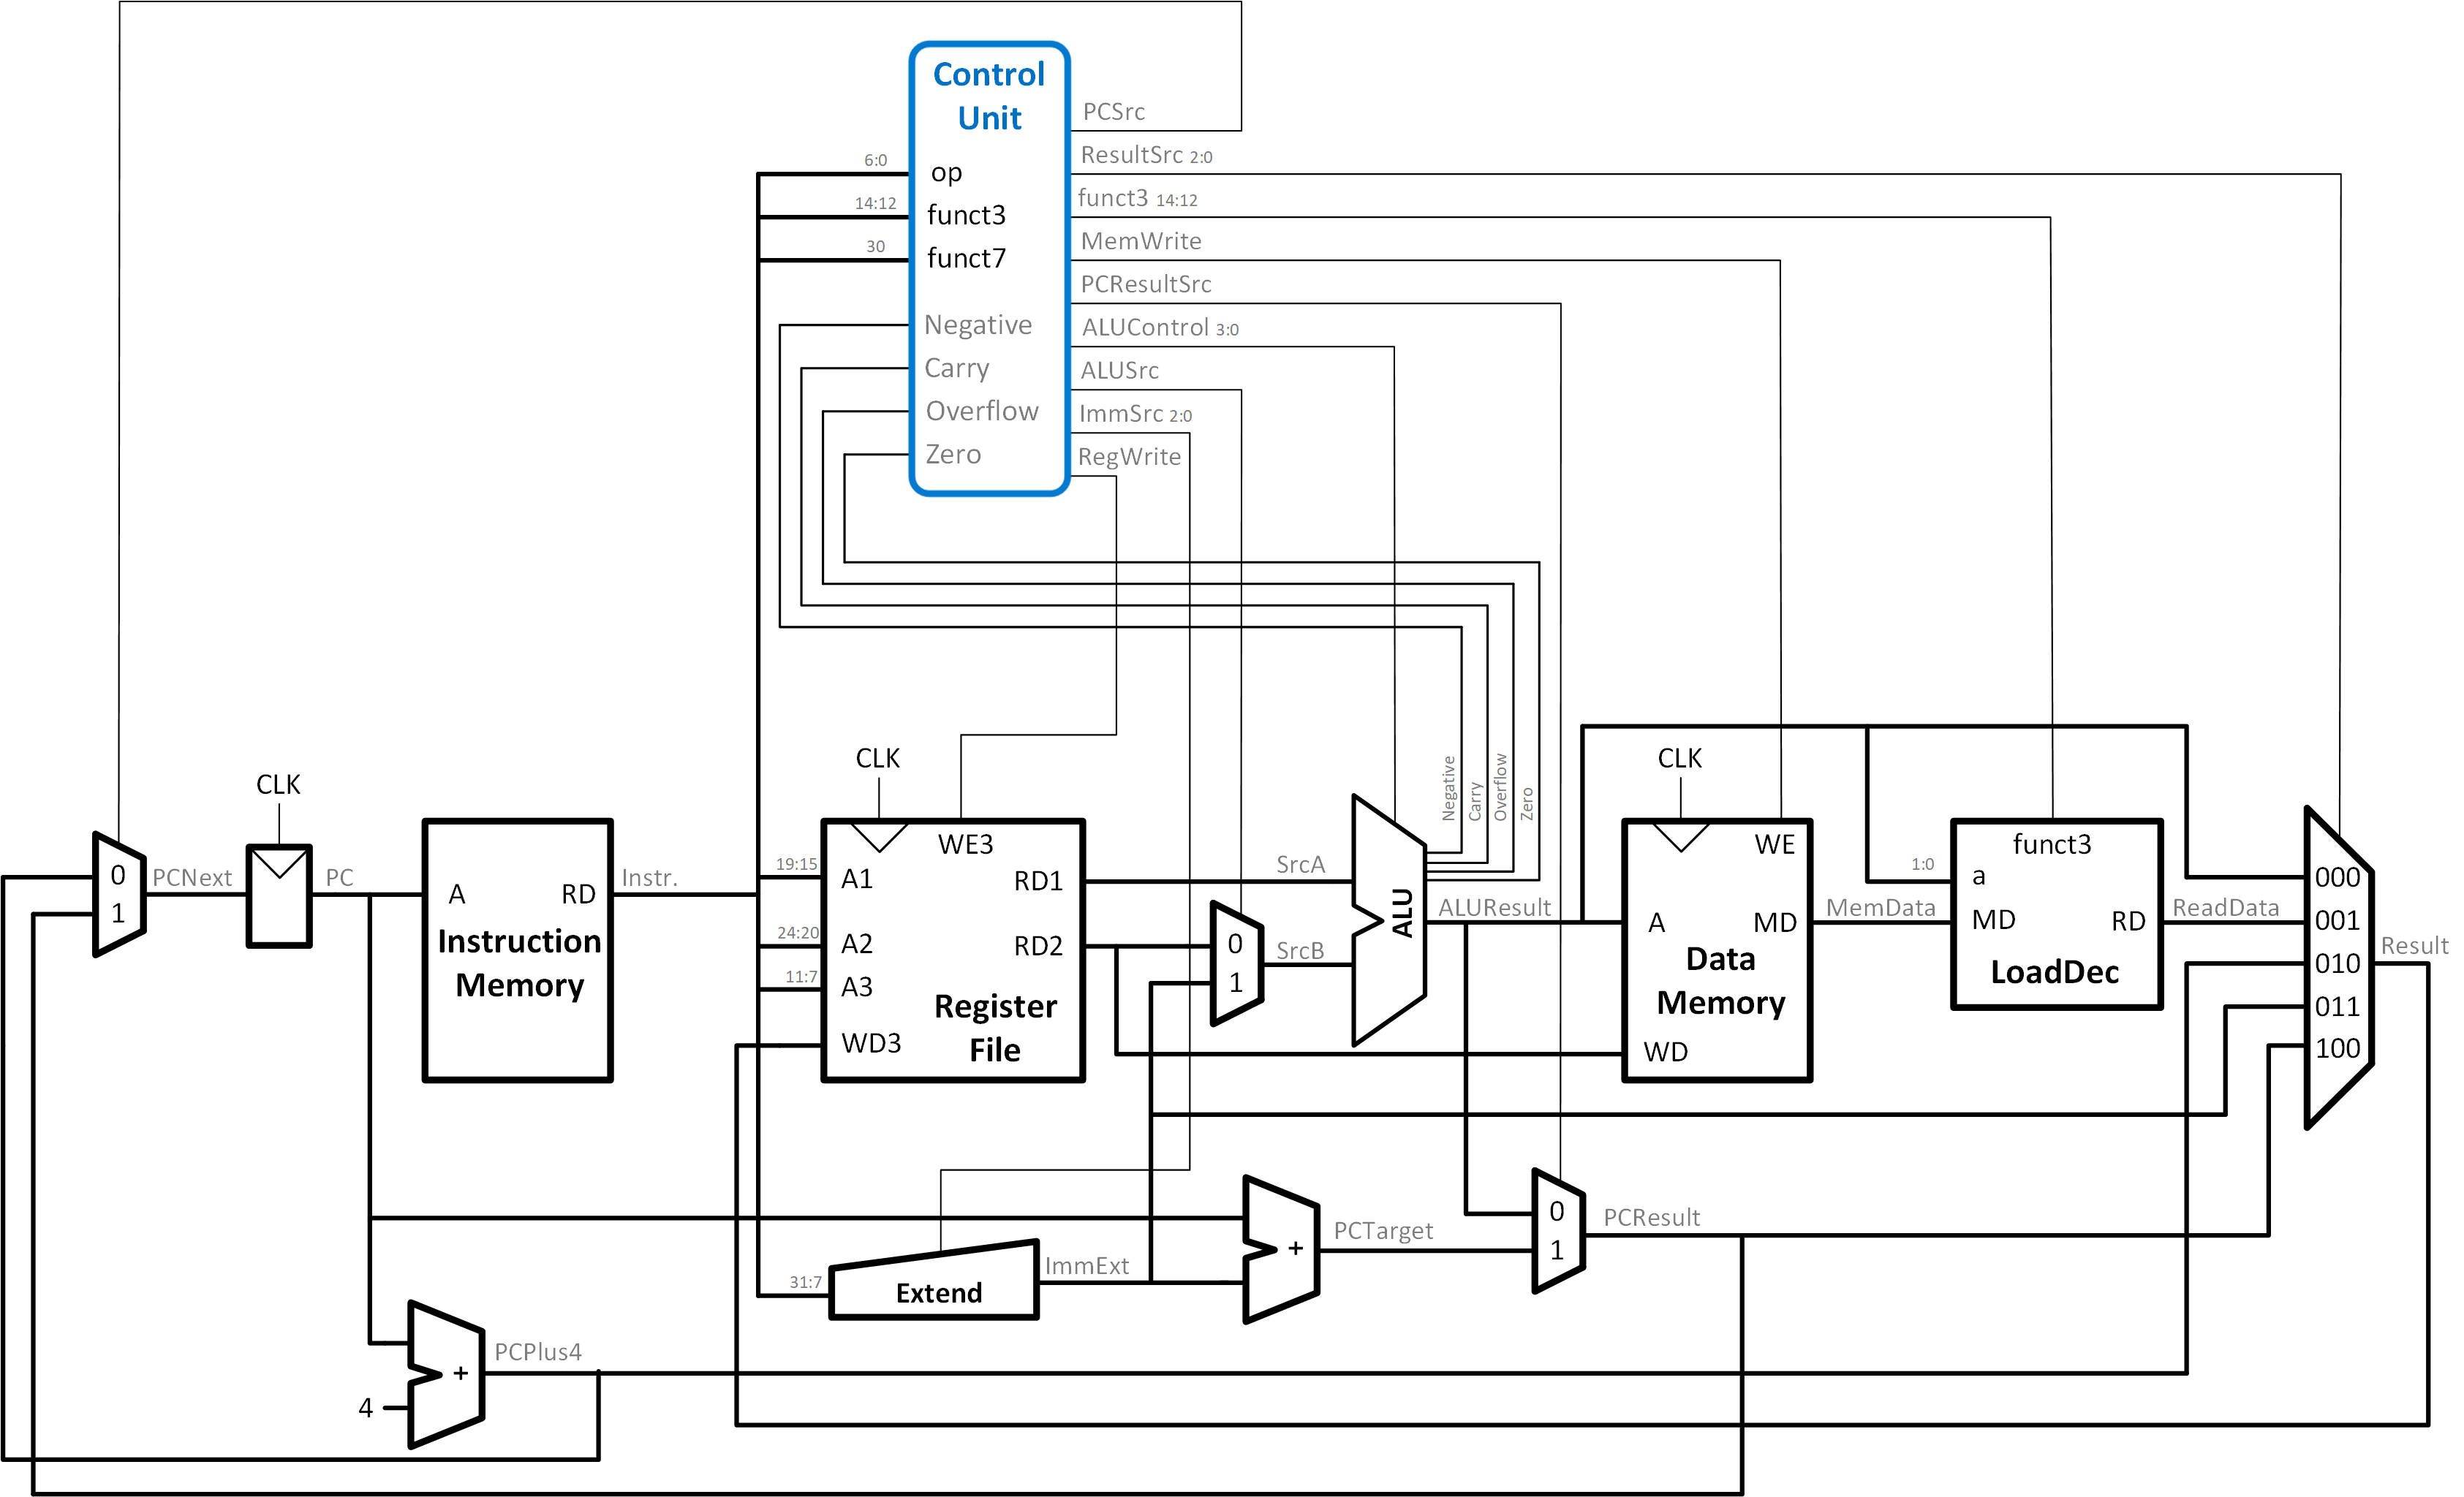 Control
Unit
PCSrc
ResultSrc 2:0
6:0
op
funct3 14:12
14:12
funct3
MemWrite
30
funct7
PCResultSrc
Negative
ALUControl 3:0
Carry
ALUSrc
Overflow
ImmSrc 2:0
Zero
RegWrite
CLK
CLK
CLK
Negative
Carry
Overflow
Zero
0
1
PCNext
PC
A
RD
Instruction
Memory
Instr.
19:15
24:20
11:7
A1
A2
A3
WD3
WE3
RD1
RD2
Register
File
SrcA
0
1
SrcB
ALU
ALUResult
WE
A
MD
Data
Memory
WD
MemData
1:0
funct3
a
MD
RD
LoadDec
ReadData
000
001
010
011
100
Result
31:7
Extend
ImmExt
+
PCTarget
0
1
PCResult
4
+
PCPlus4